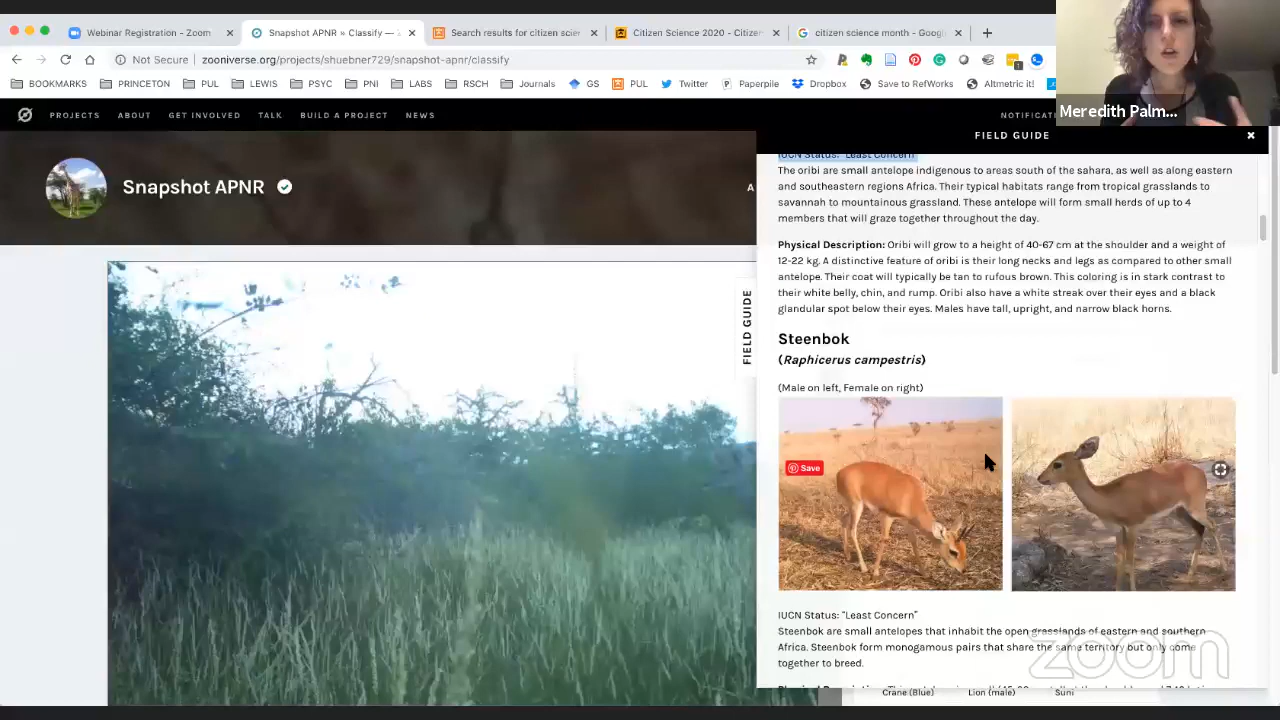 Webinar Registration - Zoom
Snapshot APNR » Classify —
Search results for citizen scien
Citizen Science 2020 - Citizen
citizen science month - Googl
Not Secure
zooniverse.org/projects/shuebner729/snapshot-apnr/classify
BOOKMARKS PRINCETON PUL LEWIS PNI LABS RSCH Journals GS PUL Twitter Paperpile Dropbox Save to RefWorks Altmetric it!
Meredith Palm...
PROJECTS ABOUT GET INVOLVED TALK BUILD A PROJECT NEWS NOTIFICATI
FIELD GUIDE
Snapshot APNR
A
FIELD GUIDE
IUCN Status: "Least Concern"
The oribi are small antelope indigenous to areas south of the sahara, as well as along eastern
and southeastern regions Africa. Their typical habitats range from tropical grasslands to
savannah to mountainous grassland. These antelope will form small herds of up to 4
members that will graze together throughout the day.
Physical Description: Oribi will grow to a height of 40-67 cm at the shoulder and a weight of
12-22 kg. A distinctive feature of oribi is their long necks and legs as compared to other small
antelope. Their coat will typically be tan to rufous brown. This coloring is in stark contrast to
their white belly, chin, and rump. Oribi also have a white streak over their eyes and a black
glandular spot below their eyes. Males have tall, upright, and narrow black horns.
Steenbok
(Raphicerus campestris)
(Male on left, Female on right)
Save
IUCN Status: "Least Concern"
Steenbok are small antelopes that inhabit the open grasslands of eastern and southern
Africa. Steenbok form monogamous pairs that share the same territory but only come
together to breed.
zoom
Crane (Blue) Lion (male) Suni